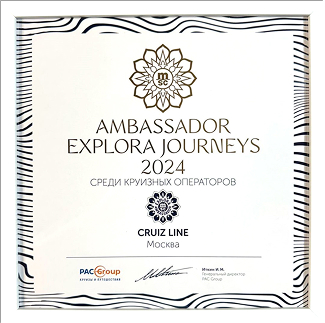 msc
AMBASSADOR
EXPLORA JOURNEYS
2024
СРЕДИ КРУИЗНЫХ ОПЕРАТОРОВ
CRUIZ LINE
Москва
PAC Group
КРУИЗЫ И ПУТЕШЕСТВИЯ
Иткин И. М.
Генеральный директор
PAC Group